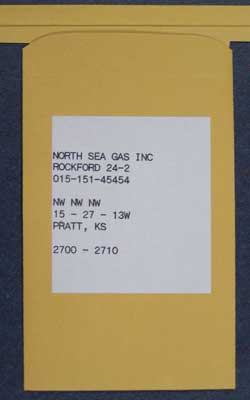 NORTH SEA GAS INC
ROCKFORD 24-2
015-151-45454
NW NW NW
15 - 27 - 13W
PRATT, KS
2700 - 2710